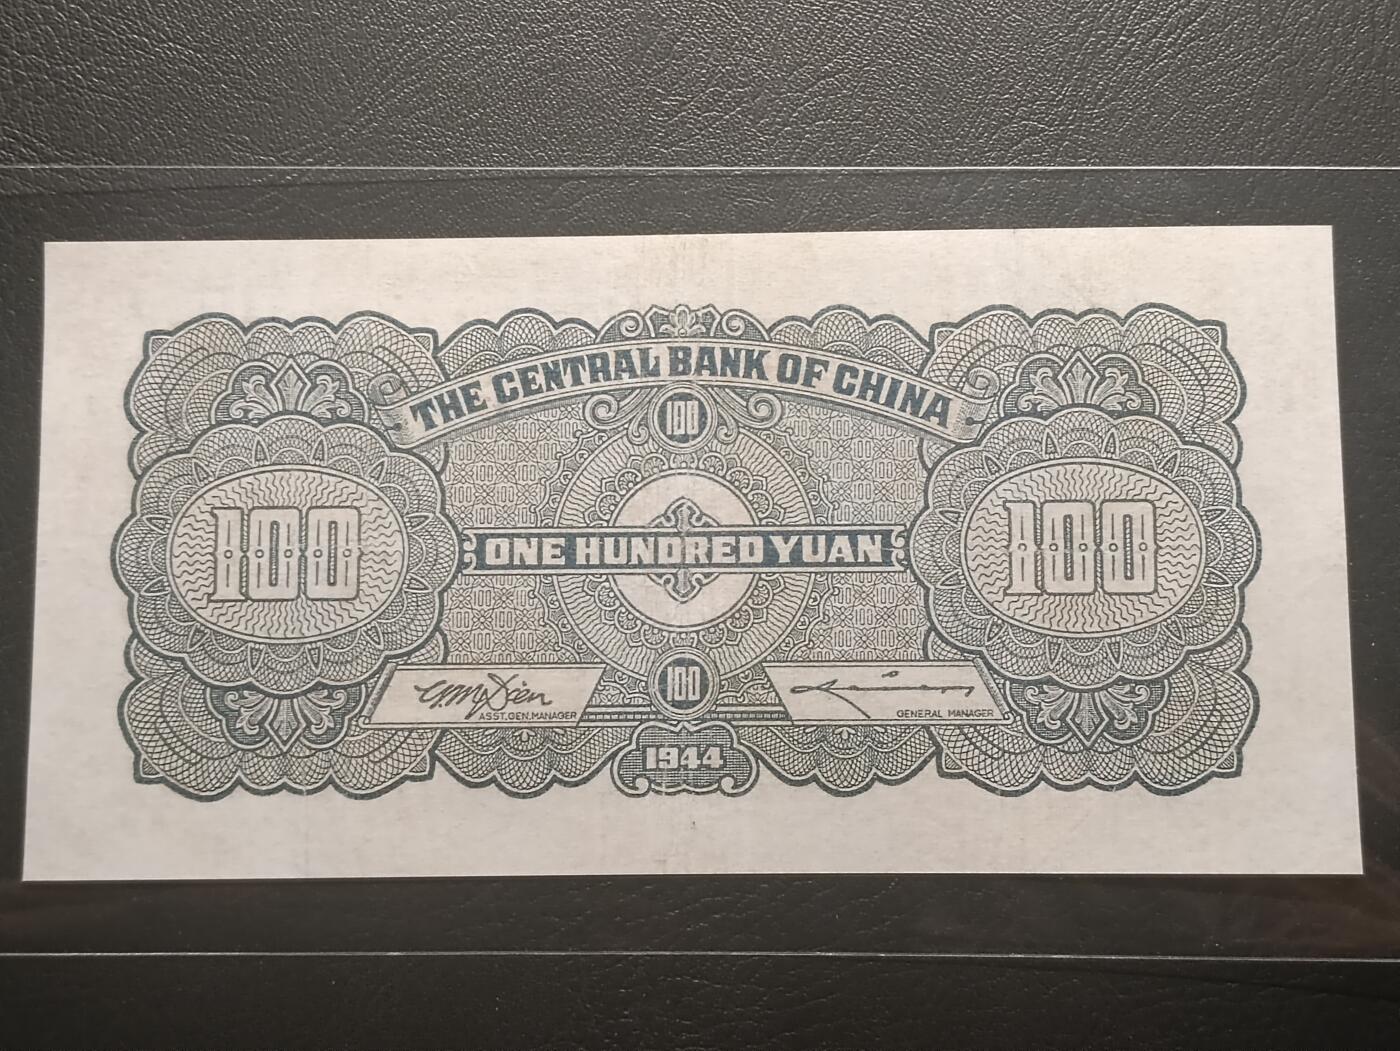 THE CENTRAL BANK OF CHINA
100
100 ONE HUNDRED YUAN 100
ASST. GEN. MANAGER
100
GENERAL MANAGER
1944